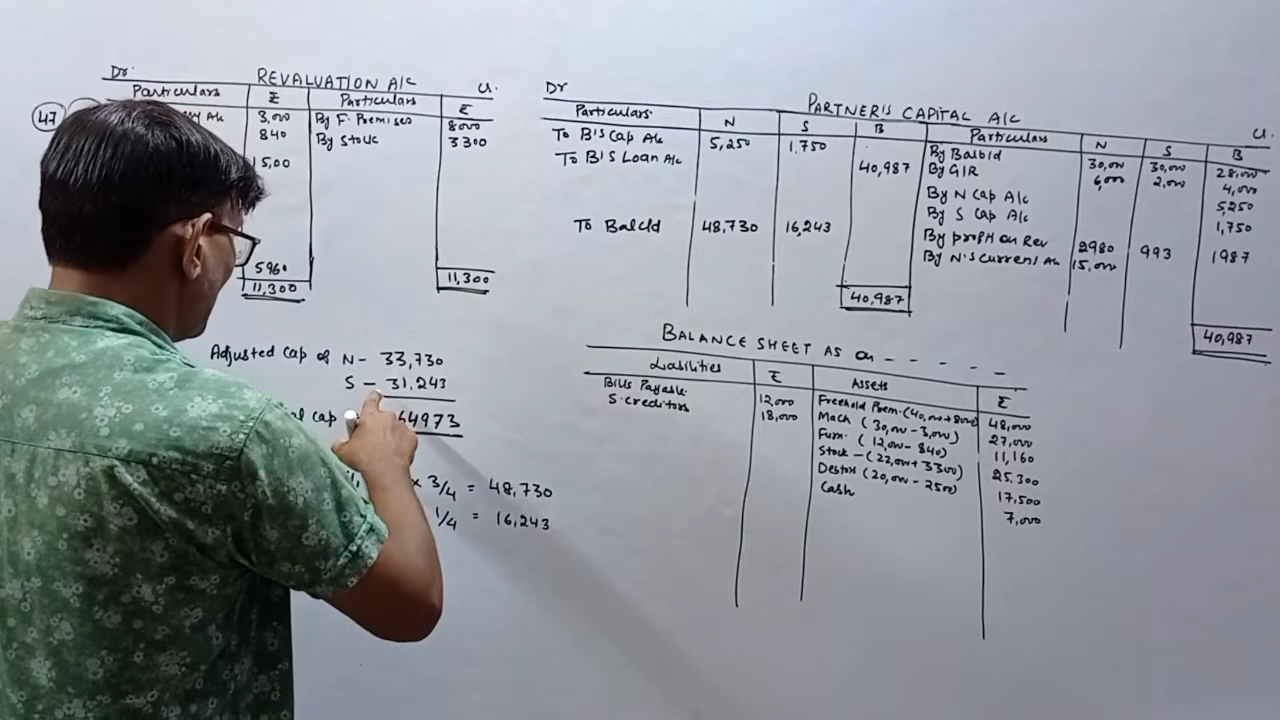 Dr. REVALUATION A/C Cr.
Particulars ₹ Particulars ₹
47
A/c 3,000 By F. Premises 8000
840 By Stock 3300
1500
5960
11,300 11,300
Adjusted Cap of N - 33,730
S - 31,243
cap 64973
x 3/4 = 48,730
1/4 = 16,243
Dr PARTNER'S CAPITAL A/C Cr.
Particulars N S B Particulars N S B
To B's Cap A/c 5,250 1,750 By Bal b/d 30,000 30,000 28,000
To B's Loan A/c 40,987 By G/R 6,000 2,000 4,000
By N Cap A/c 5,250
By S Cap A/c 1,750
To Bal c/d 48,730 16,243 By profit on Rev 2980 993 1987
By N's Current A/c 15,000
40,987 40,987
BALANCE SHEET AS on - - - - -
Liabilities ₹ Assets ₹
Bills Payable 12,000 Freehold Prem. (40,000+8000) 48,000
S. creditors 18,000 Mach (30,000 - 3,000) 27,000
Furn. (12,000 - 840) 11,160
Stock - (22,000 + 3300) 25,300
Debtors (20,000 - 2500) 17,500
Cash 7,000